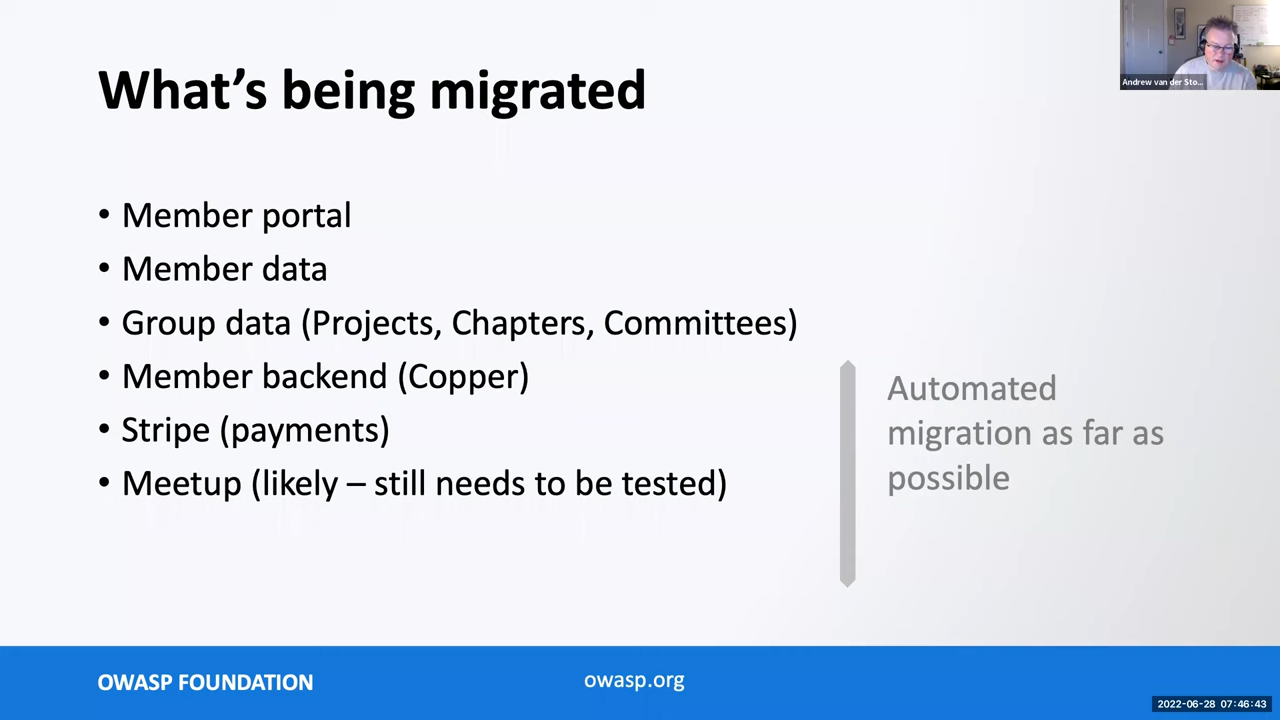 What's being migrated
• Member portal
• Member data
• Group data (Projects, Chapters, Committees)
• Member backend (Copper)
• Stripe (payments)
• Meetup (likely – still needs to be tested)
Automated
migration as far as
possible
Andrew van der Sto...
OWASP FOUNDATION
owasp.org
2022-06-28 07:46:43